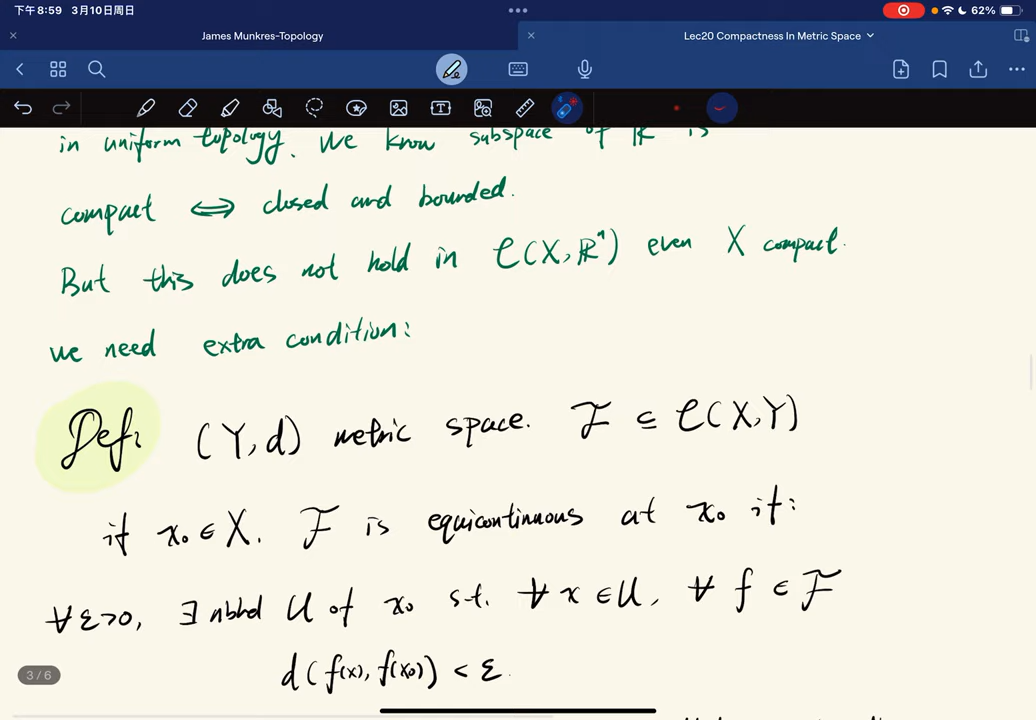 下午8:59 3月10日周日 62%
James Munkres-Topology
Lec20 Compactness In Metric Space
in uniform topology. We know subspace of ℝ is
compact ⟺ closed and bounded.
But this does not hold in 𝒞(X, ℝⁿ) even X compact.
we need extra condition:
Def: (Y, d) metric space. ℱ ⊆ 𝒞(X, Y)
if x₀ ∈ X. ℱ is equicontinuous at x₀ if:
∀ε>0, ∃ nbhd U of x₀ s.t. ∀ x ∈ U, ∀ f ∈ ℱ
d(f(x), f(x₀)) < ε.
3 / 6